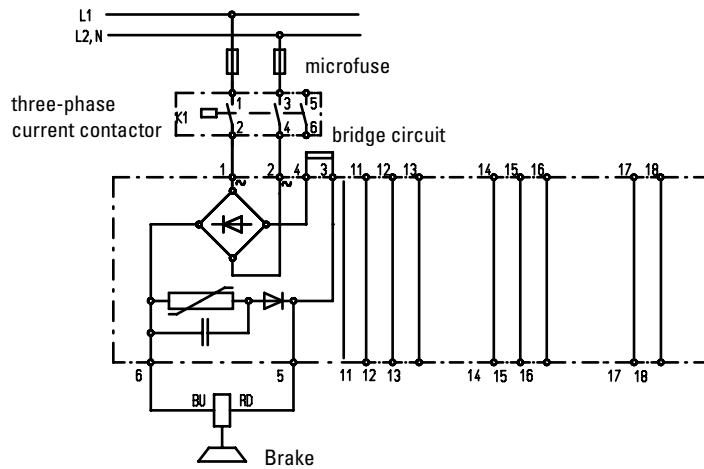 L1
L2, N
microfuse
three-phase
current contactor
K1
1 3 5
2 4 6
bridge circuit
1 2 4 3 11 12 13 14 15 16 17 18
~ ~
6 5 11 12 13 14 15 16 17 18
BU RD
Brake